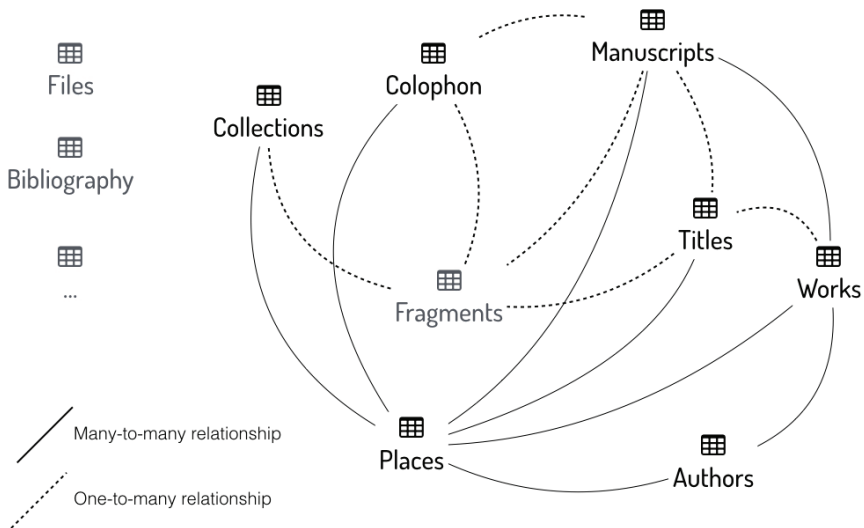 Files
Bibliography
...
Collections
Colophon
Manuscripts
Titles
Works
Fragments
Places
Authors
Many-to-many relationship
One-to-many relationship